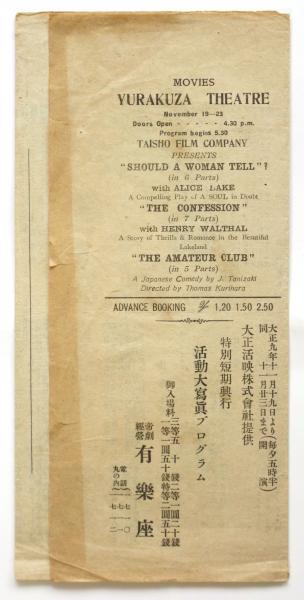 MOVIES
YURAKUZA THEATRE
November 19—23
Doors Open - - - - - 4.30 p.m.
Program begins 5.30
TAISHO FILM COMPANY
PRESENTS
"SHOULD A WOMAN TELL"?
(in 6 Parts)
with ALICE LAKE
A Compelling Play of A SOUL in Doubt
"THE CONFESSION"
(in 7 Parts)
with HENRY WALTHAL
A Story of Thrills & Romance in the Beautiful
Lakeland
"THE AMATEUR CLUB"
(in 5 Parts)
A Japanese Comedy by J. Tanizaki
Directed by Thomas Kurihara
ADVANCE BOOKING 1.20 1.50 2.50
大正九年十一月十九日より(毎夕五時半
同 十一月廿三日まで 開演)
大正活映株式會社提供
特別短期興行
活動大寫眞プログラム
御入場料 三等五十錢二等一圓二十錢
一等一圓五十錢特等二圓五十錢
帝劇
經營
有樂座
電話
丸の内